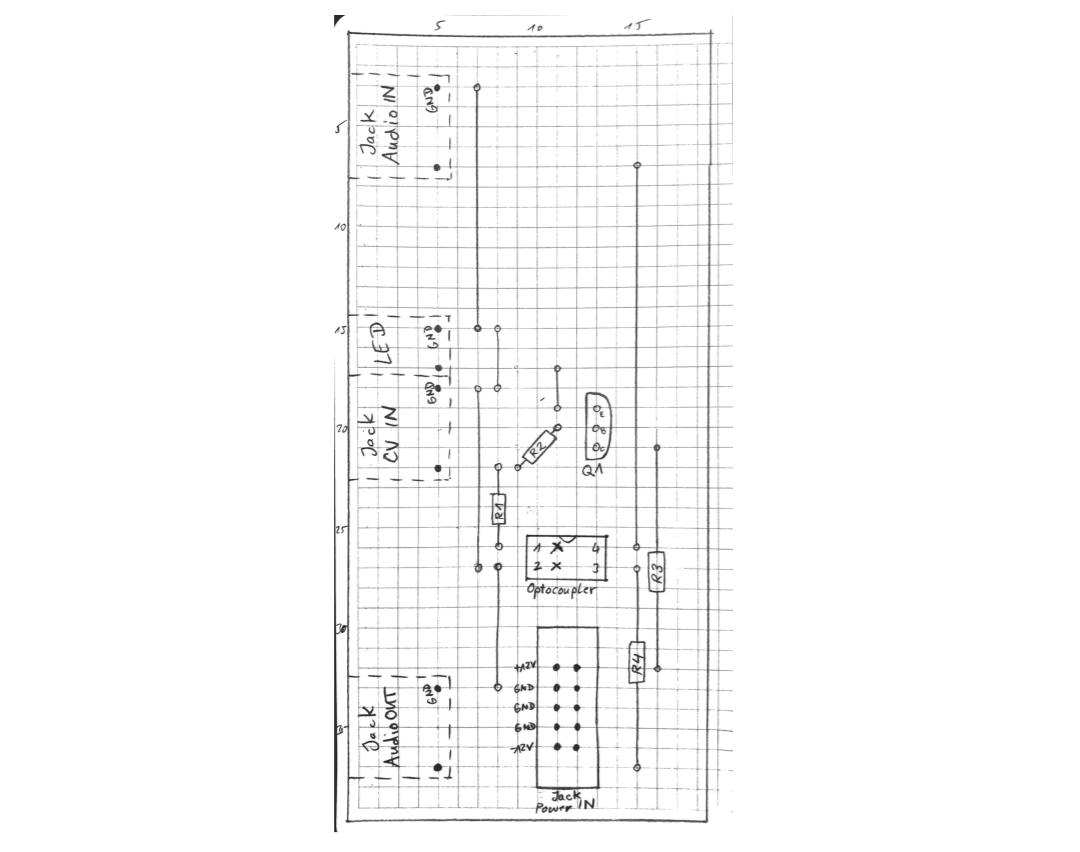 5 10 15
GND
Jack
Audio IN
5
10
15
LED
GND
GND
Jack
CV IN
20
E
B
C
Q1
R2
R1
25
1 4
2 3
Optocoupler
R3
30
+12V
GND
GND
GND
-12V
R4
GND
Jack
Audio OUT
35
Jack
Power IN